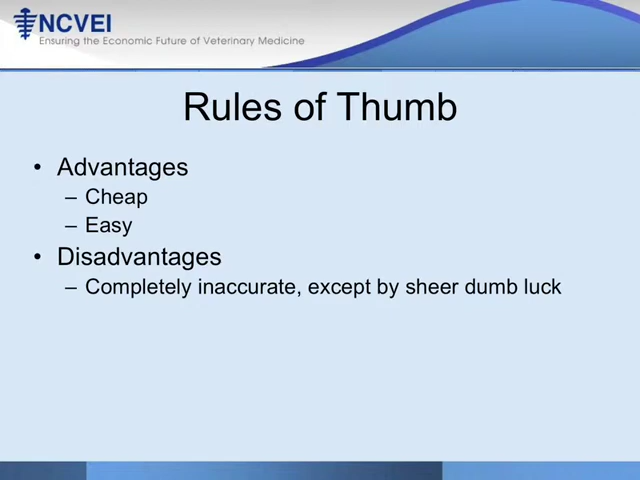 NCVEI
Ensuring the Economic Future of Veterinary Medicine
Rules of Thumb
• Advantages
– Cheap
– Easy
• Disadvantages
– Completely inaccurate, except by sheer dumb luck